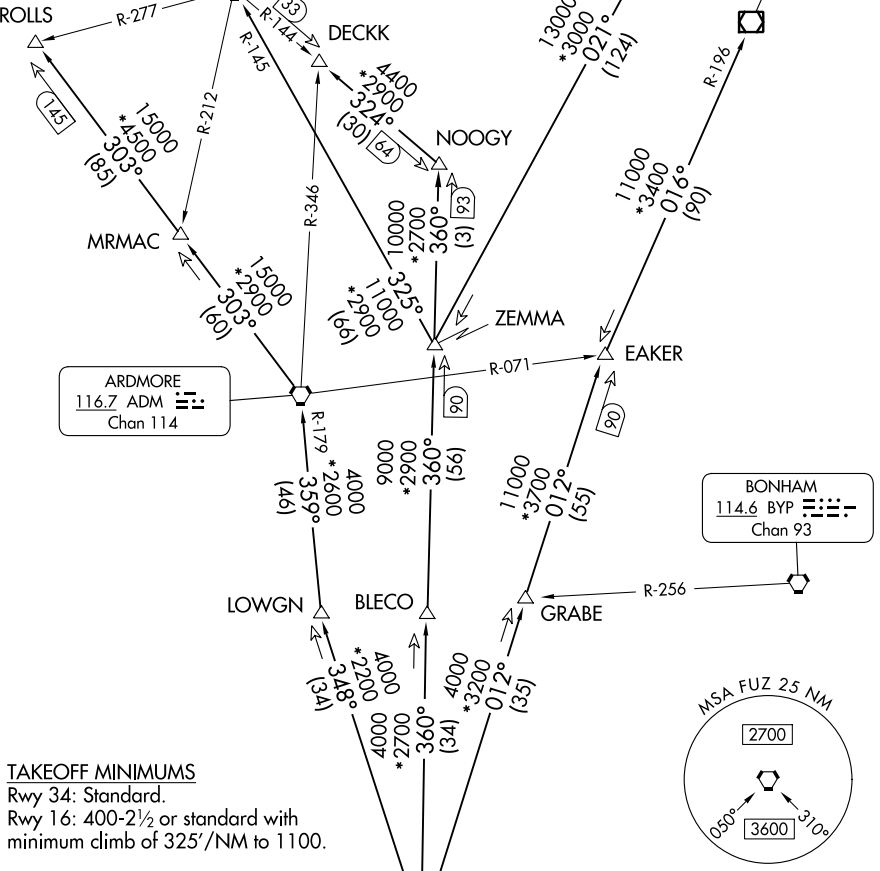 ROLLS
R-277
33
R-144
R-145
DECKK
13000
*3000
021°
(124)
R-196
145
15000
*4500
303°
(85)
R-212
4400
*2900
324°
(30)
64
NOOGY
93
R-346
11000
*3400
016°
(90)
MRMAC
15000
*2900
303°
(60)
325°
11000
*2900
(66)
10000
*2700
360°
(3)
ZEMMA
EAKER
R-071
ARDMORE
116.7 ADM
Chan 114
90
90
R-179
4000
*2600
359°
(46)
9000
*2900
360°
(56)
11000
*3700
012°
(55)
BONHAM
114.6 BYP
Chan 93
R-256
LOWGN
BLECO
GRABE
4000
*2200
348°
(34)
4000
*2700
360°
(34)
4000
*3200
012°
(35)
MSA FUZ 25 NM
2700
050°
3600
310°
TAKEOFF MINIMUMS
Rwy 34: Standard.
Rwy 16: 400-2½ or standard with
minimum climb of 325'/NM to 1100.